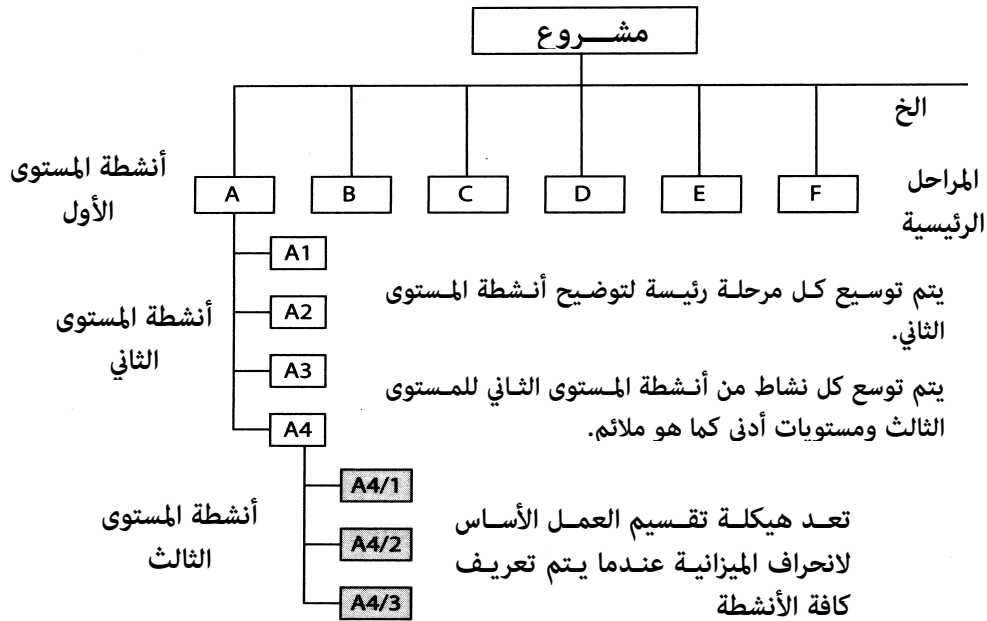 مشـــروع
الخ
المراحل
الرئيسية
A
B
C
D
E
F
أنشطة المستوى
الأول
A1
A2
A3
A4
أنشطة المستوى
الثاني
يتم توسيع كل مرحلة رئيسة لتوضيح أنشطة المستوى
الثاني.
يتم توسع كل نشاط من أنشطة المستوى الثاني للمستوى
الثالث ومستويات أدنى كما هو ملائم.
A4/1
A4/2
A4/3
أنشطة المستوى
الثالث
تعد هيكلة تقسيم العمل الأساس
لانحراف الميزانية عندما يتم تعريف
كافة الأنشطة